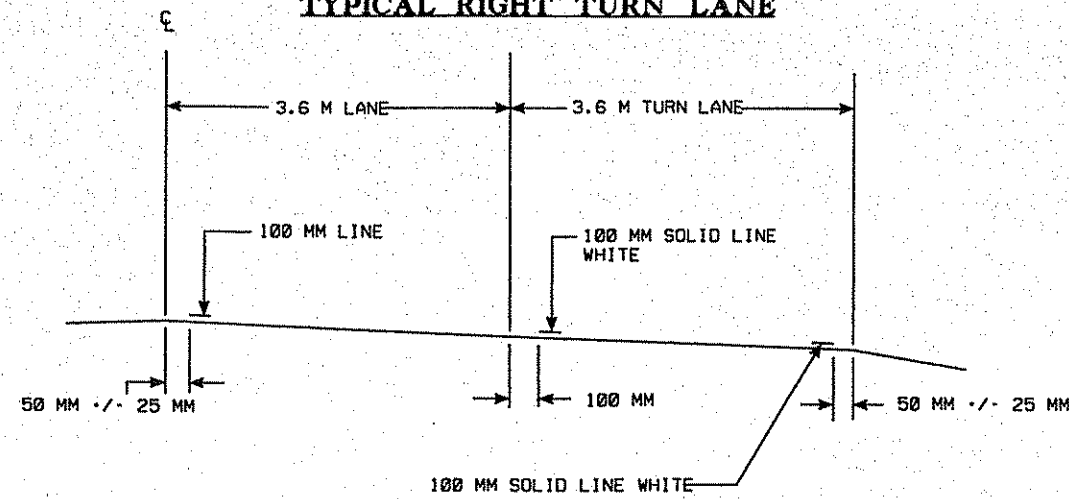 TYPICAL RIGHT TURN LANE
℄
3.6 M LANE
3.6 M TURN LANE
100 MM LINE
100 MM SOLID LINE
WHITE
50 MM ·/- 25 MM
100 MM
50 MM ·/- 25 MM
100 MM SOLID LINE WHITE